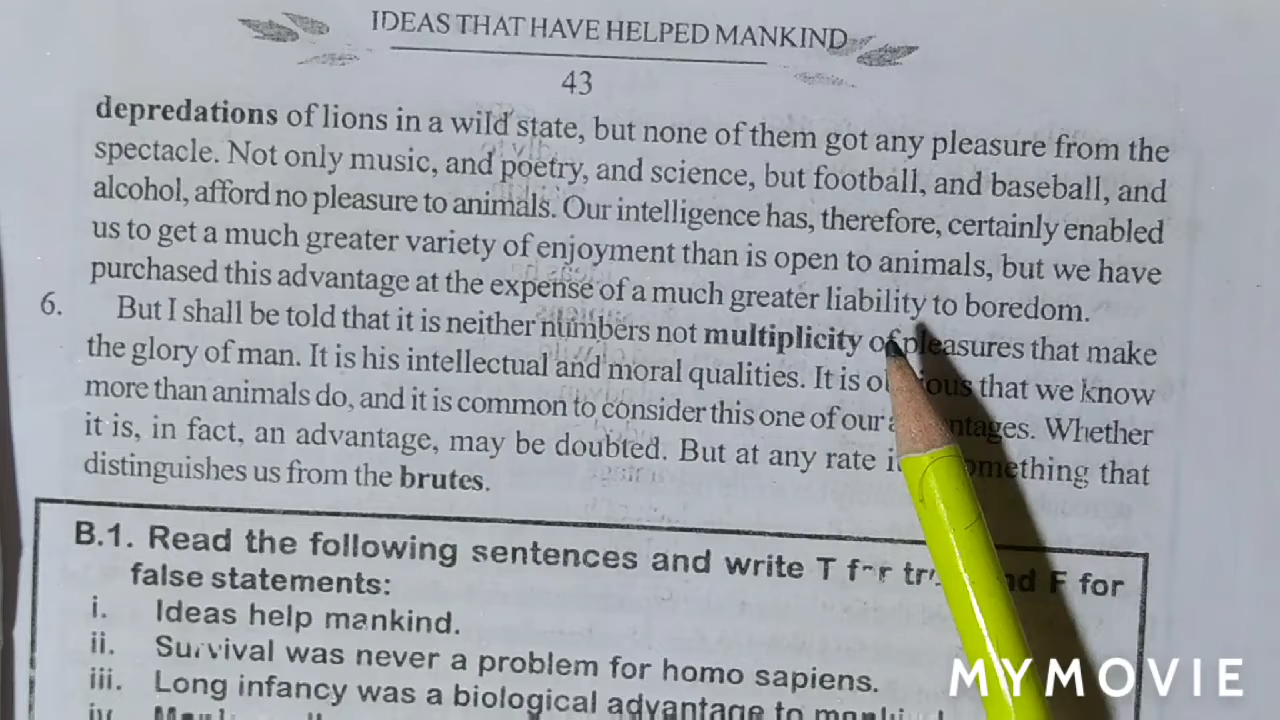 IDEAS THAT HAVE HELPED MANKIND
43
depredations of lions in a wild state, but none of them got any pleasure from the
spectacle. Not only music, and poetry, and science, but football, and baseball, and
alcohol, afford no pleasure to animals. Our intelligence has, therefore, certainly enabled
us to get a much greater variety of enjoyment than is open to animals, but we have
purchased this advantage at the expense of a much greater liability to boredom.
6. But I shall be told that it is neither numbers not multiplicity of pleasures that make
the glory of man. It is his intellectual and moral qualities. It is that we know
more than animals do, and it is common to consider this one of our Whether
it is, in fact, an advantage, may be doubted. But at any rate that
distinguishes us from the brutes.
B.1. Read the following sentences and write T for F for
false statements:
i. Ideas help mankind.
ii. Survival was never a problem for homo sapiens.
iii. Long infancy was a biological advantage to
iv
MYMOVIE